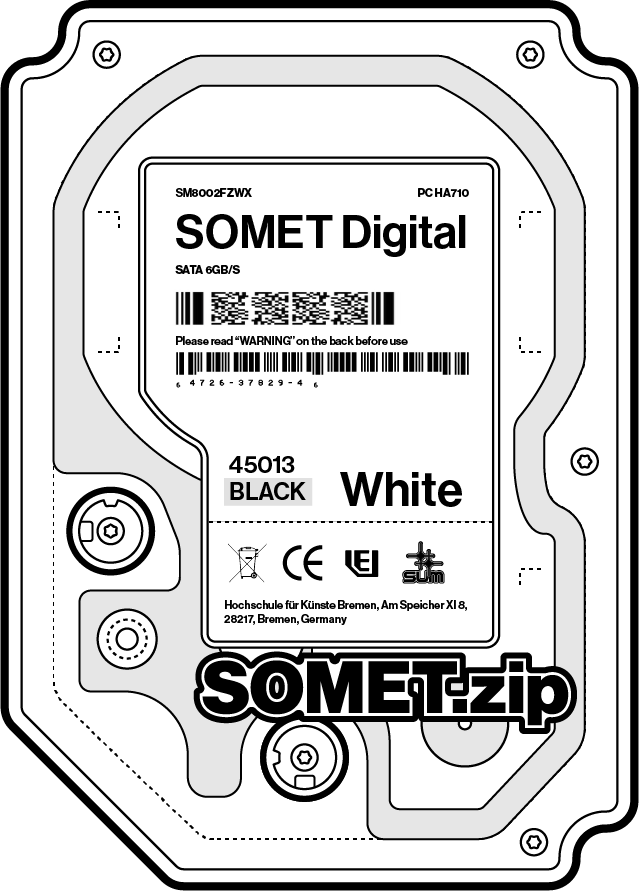 SM8002FZWX PC HA710
SOMET Digital
SATA 6GB/S
Please read “WARNING” on the back before use
6 4726-37829-4 6
45013
BLACK White
CE
SUM
Hochschule für Künste Bremen, Am Speicher XI 8,
28217, Bremen, Germany
SOMET.zip